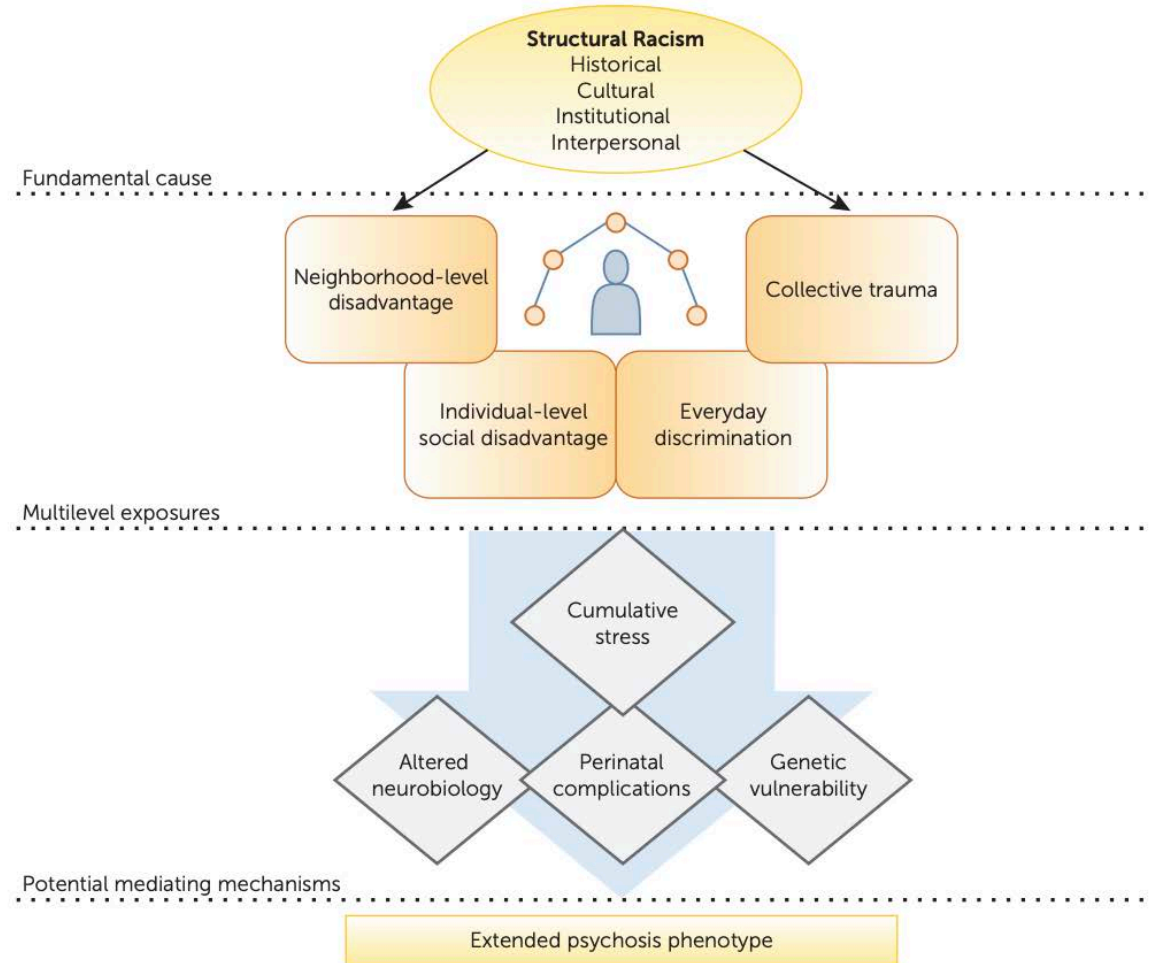 Structural Racism
Historical
Cultural
Institutional
Interpersonal
Fundamental cause
Neighborhood-level
disadvantage
Collective trauma
Individual-level
social disadvantage
Everyday
discrimination
Multilevel exposures
Cumulative
stress
Altered
neurobiology
Perinatal
complications
Genetic
vulnerability
Potential mediating mechanisms
Extended psychosis phenotype